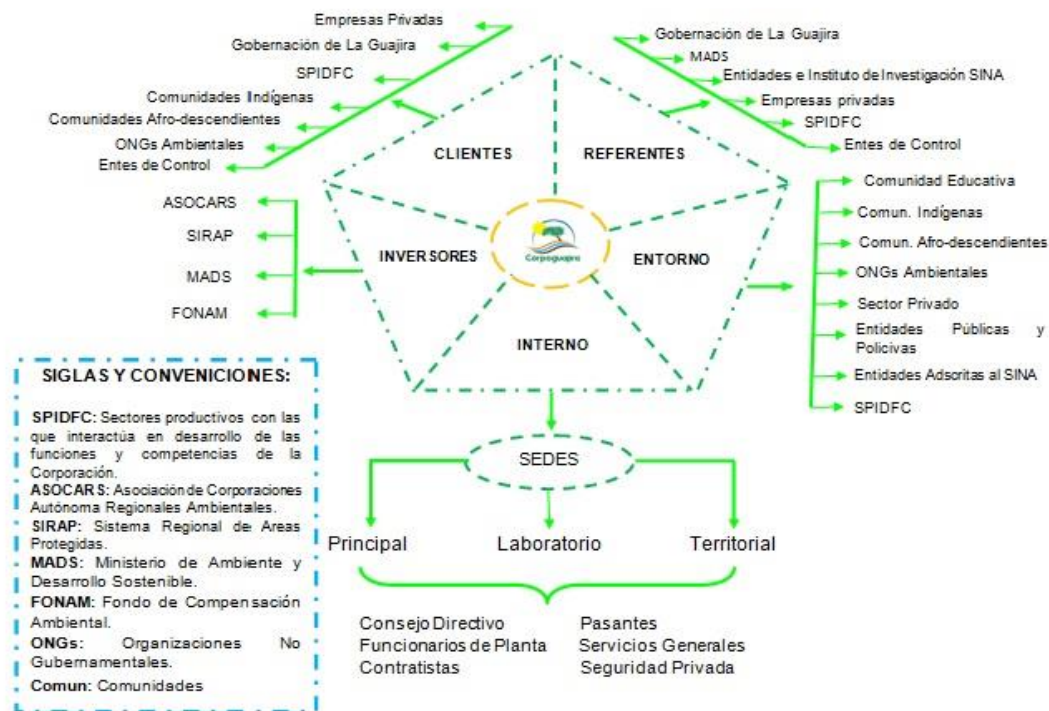 Empresas Privadas
Gobernación de La Guajira
SPIDFC
Comunidades Indígenas
Comunidades Afro-descendientes
ONGs Ambientales
Entes de Control
Gobernación de La Guajira
MADS
Entidades e Instituto de Investigación SINA
Empresas privadas
SPIDFC
Entes de Control
CLIENTES
REFERENTES
INVERSORES
ENTORNO
INTERNO
Corpoguajira
ASOCARS
SIRAP
MADS
FONAM
Comunidad Educativa
Comun. Indígenas
Comun. Afro-descendientes
ONGs Ambientales
Sector Privado
Entidades Públicas y
Policivas
Entidades Adscritas al SINA
SPIDFC
SIGLAS Y CONVENICIONES:
SPIDFC: Sectores productivos con las
que interactúa en desarrollo de las
funciones y competencias de la
Corporación.
ASOCARS: Asociación de Corporaciones
Autónoma Regionales Ambientales.
SIRAP: Sistema Regional de Areas
Protegidas.
MADS: Ministerio de Ambiente y
Desarrollo Sostenible.
FONAM: Fondo de Compensación
Ambiental.
ONGs: Organizaciones No
Gubernamentales.
Comun: Comunidades
SEDES
Principal
Laboratorio
Territorial
Consejo Directivo
Funcionarios de Planta
Contratistas
Pasantes
Servicios Generales
Seguridad Privada